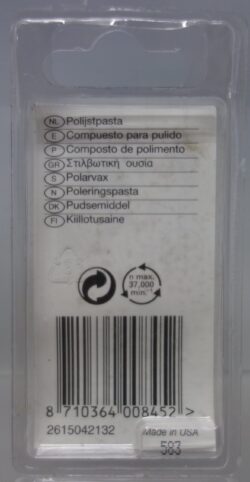 NL Polijstpasta
E Compuesto para pulido
P Composto de polimento
GR Στιλβωτική ουσία
S Polarvax
N Poleringspasta
DK Pudsemiddel
FI Kiillotusaine
n max.
37.000
min.⁻¹
8 710364 008452 >
2615042132
Made in USA
583